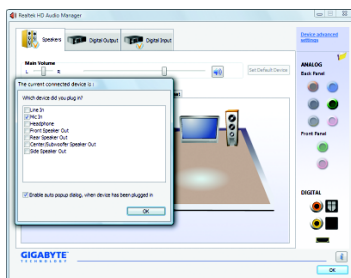 Realtek HD Audio Manager
Speakers
Digital Output
Digital Input
Device advanced settings
Main Volume
L
R
Set Default Device
ANALOG
Back Panel
The current connected device is :
Which device did you plug in?
Line In
Mic In
Headphone
Front Speaker Out
Rear Speaker Out
Center/Subwoofer Speaker Out
Side Speaker Out
Enable auto popup dialog, when device has been plugged in
OK
Front Panel
DIGITAL
GIGABYTE
TECHNOLOGY
OK